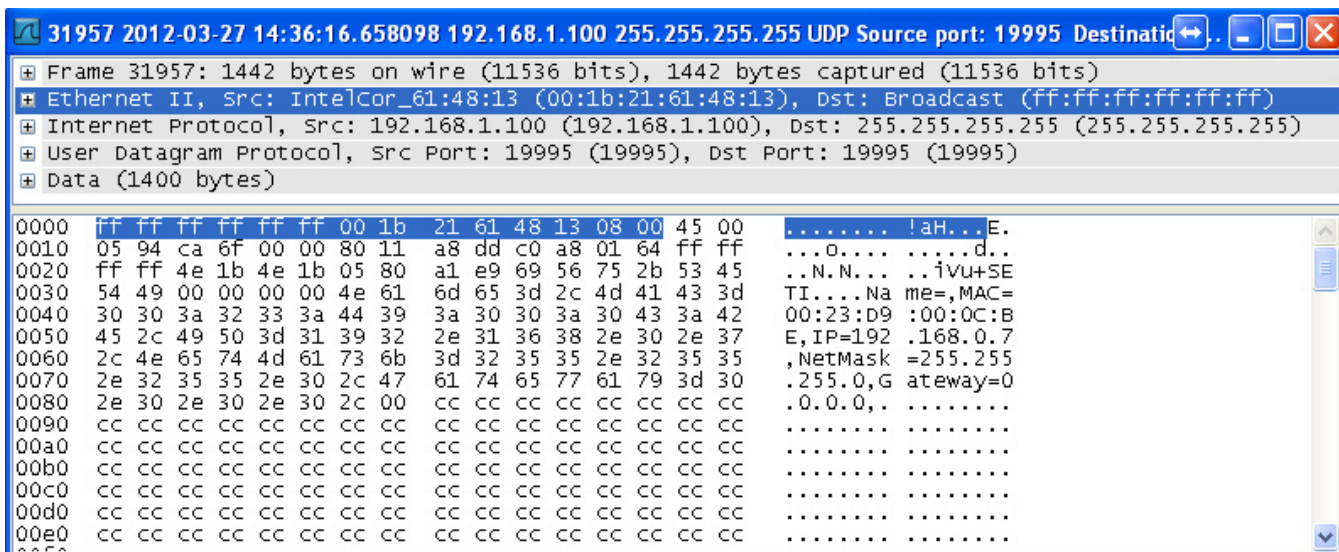 31957 2012-03-27 14:36:16.658098 192.168.1.100 255.255.255.255 UDP Source port: 19995 Destinatic ..
Frame 31957: 1442 bytes on wire (11536 bits), 1442 bytes captured (11536 bits)
Ethernet II, Src: IntelCor_61:48:13 (00:1b:21:61:48:13), Dst: Broadcast (ff:ff:ff:ff:ff:ff)
Internet Protocol, Src: 192.168.1.100 (192.168.1.100), Dst: 255.255.255.255 (255.255.255.255)
User Datagram Protocol, Src Port: 19995 (19995), Dst Port: 19995 (19995)
Data (1400 bytes)
0000 ff ff ff ff ff ff 00 1b 21 61 48 13 08 00 45 00 ........ !aH...E.
0010 05 94 ca 6f 00 00 80 11 a8 dd c0 a8 01 64 ff ff ...o.... .....d..
0020 ff ff 4e 1b 4e 1b 05 80 a1 e9 69 56 75 2b 53 45 ..N.N... ..iVu+SE
0030 54 49 00 00 00 00 4e 61 6d 65 3d 2c 4d 41 43 3d TI....Na me=,MAC=
0040 30 30 3a 32 33 3a 44 39 3a 30 30 3a 30 43 3a 42 00:23:D9 :00:0C:B
0050 45 2c 49 50 3d 31 39 32 2e 31 36 38 2e 30 2e 37 E,IP=192 .168.0.7
0060 2c 4e 65 74 4d 61 73 6b 3d 32 35 35 2e 32 35 35 ,NetMask =255.255
0070 2e 32 35 35 2e 30 2c 47 61 74 65 77 61 79 3d 30 .255.0,G ateway=0
0080 2e 30 2e 30 2e 30 2c 00 cc cc cc cc cc cc cc cc .0.0.0,. ........
0090 cc cc cc cc cc cc cc cc cc cc cc cc cc cc cc cc ........ ........
00a0 cc cc cc cc cc cc cc cc cc cc cc cc cc cc cc cc ........ ........
00b0 cc cc cc cc cc cc cc cc cc cc cc cc cc cc cc cc ........ ........
00c0 cc cc cc cc cc cc cc cc cc cc cc cc cc cc cc cc ........ ........
00d0 cc cc cc cc cc cc cc cc cc cc cc cc cc cc cc cc ........ ........
00e0 cc cc cc cc cc cc cc cc cc cc cc cc cc cc cc cc ........ ........